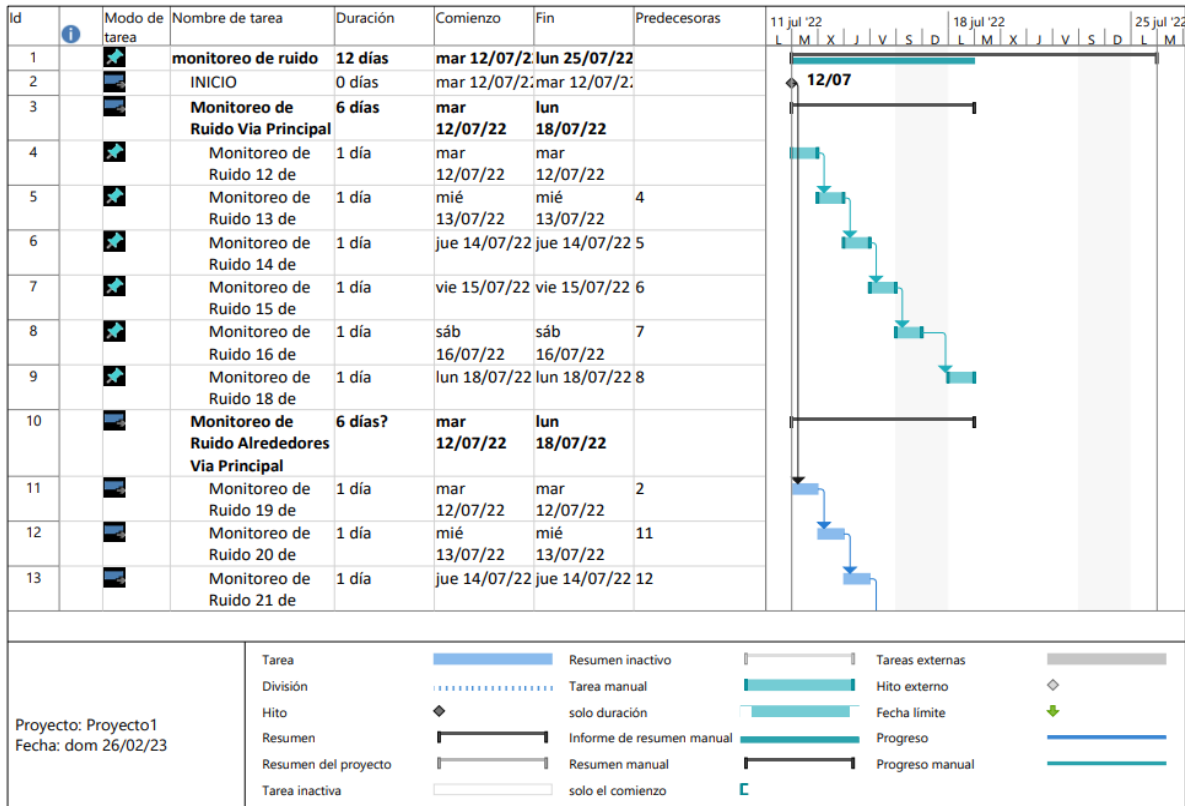 Id
Modo de
tarea
Nombre de tarea
Duración
Comienzo
Fin
Predecesoras
11 jul '22
18 jul '22
25 jul '22
L M X J V S D L M X J V S D L M
1
monitoreo de ruido
12 días
mar 12/07/2
lun 25/07/22
2
INICIO
0 días
mar 12/07/2
mar 12/07/2
12/07
3
Monitoreo de
Ruido Via Principal
6 días
mar
12/07/22
lun
18/07/22
4
Monitoreo de
Ruido 12 de
1 día
mar
12/07/22
mar
12/07/22
5
Monitoreo de
Ruido 13 de
1 día
mié
13/07/22
mié
13/07/22
4
6
Monitoreo de
Ruido 14 de
1 día
jue 14/07/22
jue 14/07/22
5
7
Monitoreo de
Ruido 15 de
1 día
vie 15/07/22
vie 15/07/22
6
8
Monitoreo de
Ruido 16 de
1 día
sáb
16/07/22
sáb
16/07/22
7
9
Monitoreo de
Ruido 18 de
1 día
lun 18/07/22
lun 18/07/22
8
10
Monitoreo de
Ruido Alrededores
Via Principal
6 días?
mar
12/07/22
lun
18/07/22
11
Monitoreo de
Ruido 19 de
1 día
mar
12/07/22
mar
12/07/22
2
12
Monitoreo de
Ruido 20 de
1 día
mié
13/07/22
mié
13/07/22
11
13
Monitoreo de
Ruido 21 de
1 día
jue 14/07/22
jue 14/07/22
12
Proyecto: Proyecto1
Fecha: dom 26/02/23
Tarea
División
Hito
Resumen
Resumen del proyecto
Tarea inactiva
Resumen inactivo
Tarea manual
solo duración
Informe de resumen manual
Resumen manual
solo el comienzo
Tareas externas
Hito externo
Fecha límite
Progreso
Progreso manual